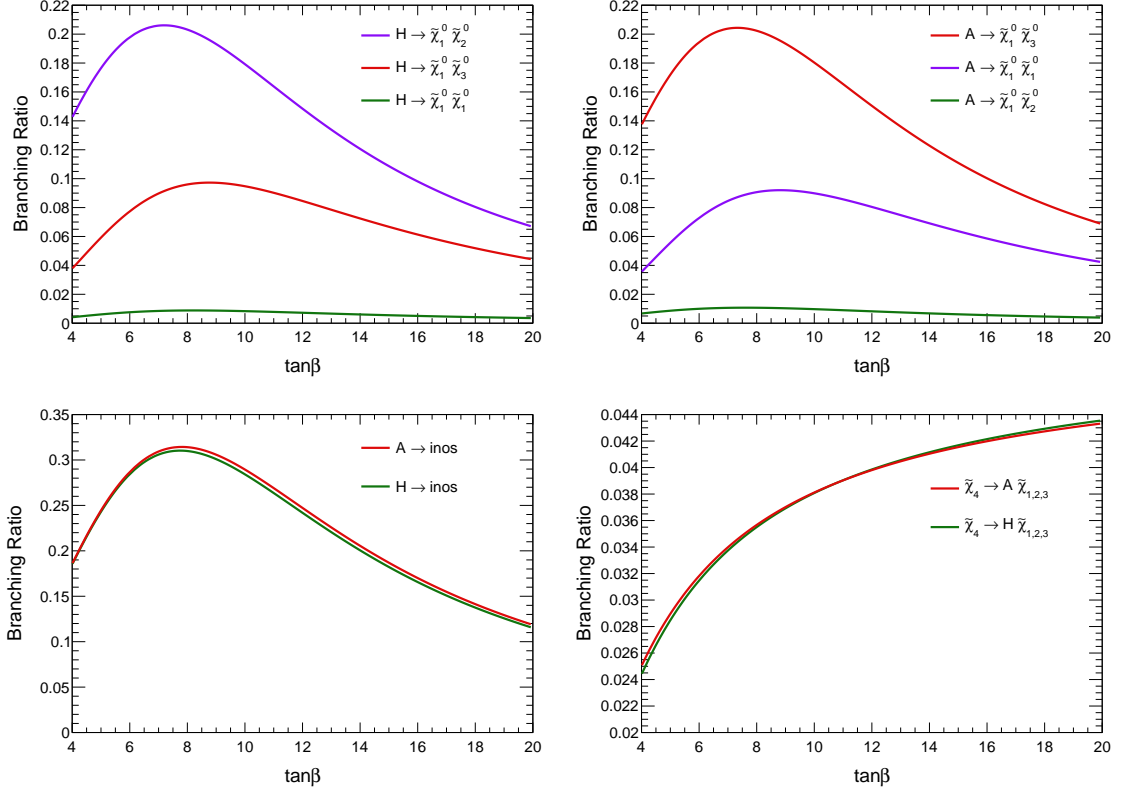 Branching Ratio
0.22
0.2
0.18
0.16
0.14
0.12
0.1
0.08
0.06
0.04
0.02
0
H → χ̃₁⁰ χ̃₂⁰
H → χ̃₁⁰ χ̃₃⁰
H → χ̃₁⁰ χ̃₁⁰
4 6 8 10 12 14 16 18 20
tanβ
Branching Ratio
0.22
0.2
0.18
0.16
0.14
0.12
0.1
0.08
0.06
0.04
0.02
0
A → χ̃₁⁰ χ̃₃⁰
A → χ̃₁⁰ χ̃₁⁰
A → χ̃₁⁰ χ̃₂⁰
4 6 8 10 12 14 16 18 20
tanβ
Branching Ratio
0.35
0.3
0.25
0.2
0.15
0.1
0.05
0
A → inos
H → inos
4 6 8 10 12 14 16 18 20
tanβ
Branching Ratio
0.044
0.042
0.04
0.038
0.036
0.034
0.032
0.03
0.028
0.026
0.024
0.022
0.02
χ̃₄ → A χ̃₁,₂,₃
χ̃₄ → H χ̃₁,₂,₃
4 6 8 10 12 14 16 18 20
tanβ